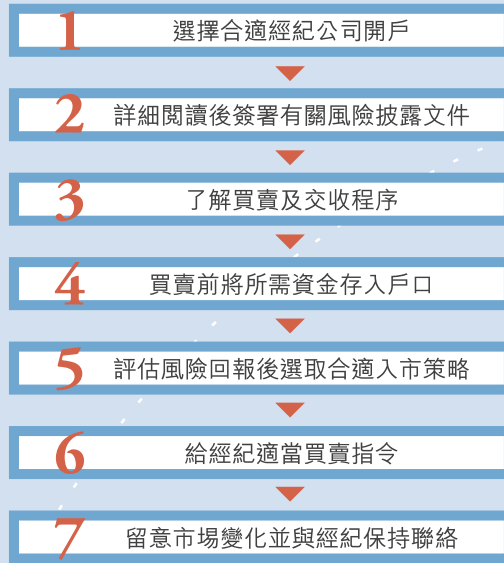 1 選擇合適經紀公司開戶
2 詳細閱讀後簽署有關風險披露文件
3 了解買賣及交收程序
4 買賣前將所需資金存入戶口
5 評估風險回報後選取合適入市策略
6 給經紀適當買賣指令
7 留意市場變化並與經紀保持聯絡